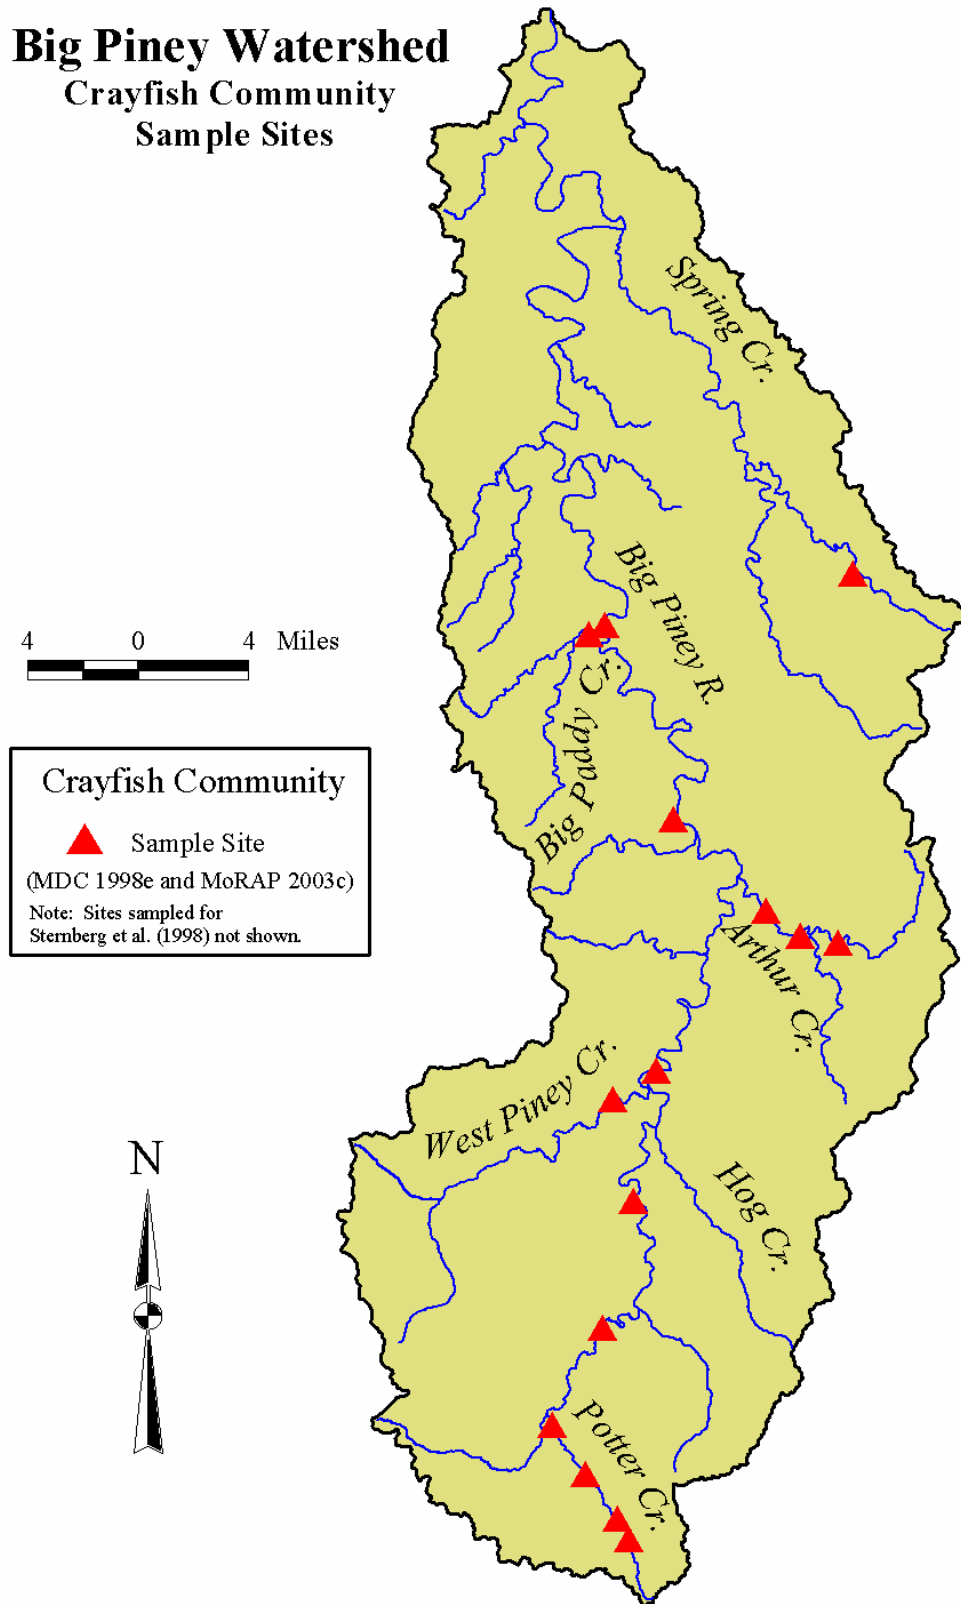 Big Piney Watershed
Crayfish Community
Sample Sites
Spring Cr.
Big Piney R.
4 0 4 Miles
Big Paddy Cr.
Crayfish Community
Sample Site
(MDC 1998e and MoRAP 2003c)
Note: Sites sampled for
Sternberg et al. (1998) not shown.
Arthur Cr.
West Piney Cr.
N
Hog Cr.
Potter Cr.